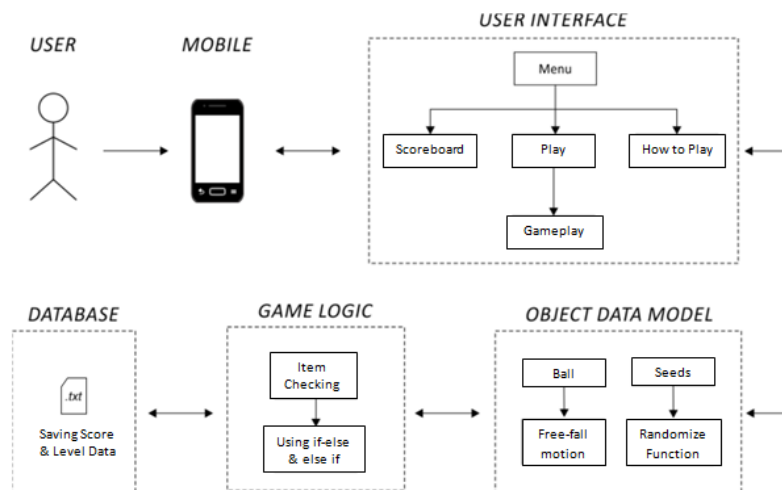 USER INTERFACE
USER
MOBILE
Menu
Scoreboard
Play
How to Play
Gameplay
DATABASE
GAME LOGIC
OBJECT DATA MODEL
Item
Checking
Ball
Seeds
.txt
Saving Score
& Level Data
Using if-else
& else if
Free-fall
motion
Randomize
Function